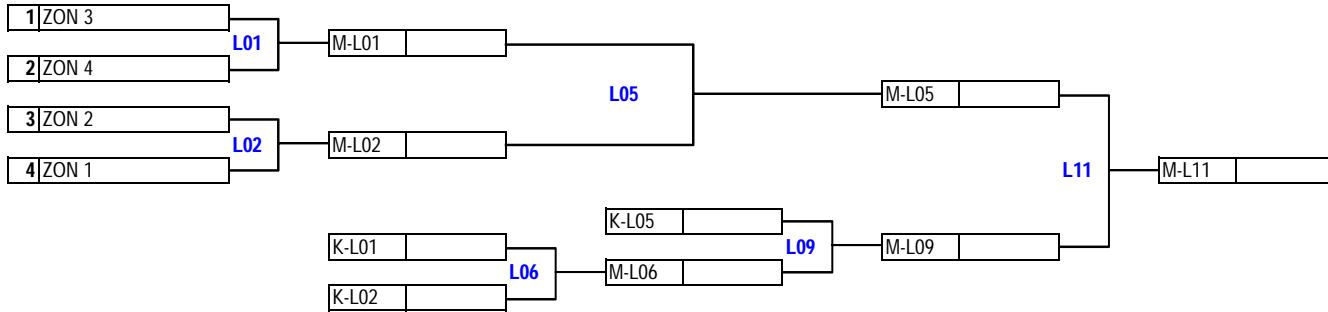 1 ZON 3
L01
M-L01
2 ZON 4
L05
M-L05
3 ZON 2
L02
M-L02
4 ZON 1
L11
M-L11
K-L05
K-L01
L09
M-L09
L06
M-L06
K-L02